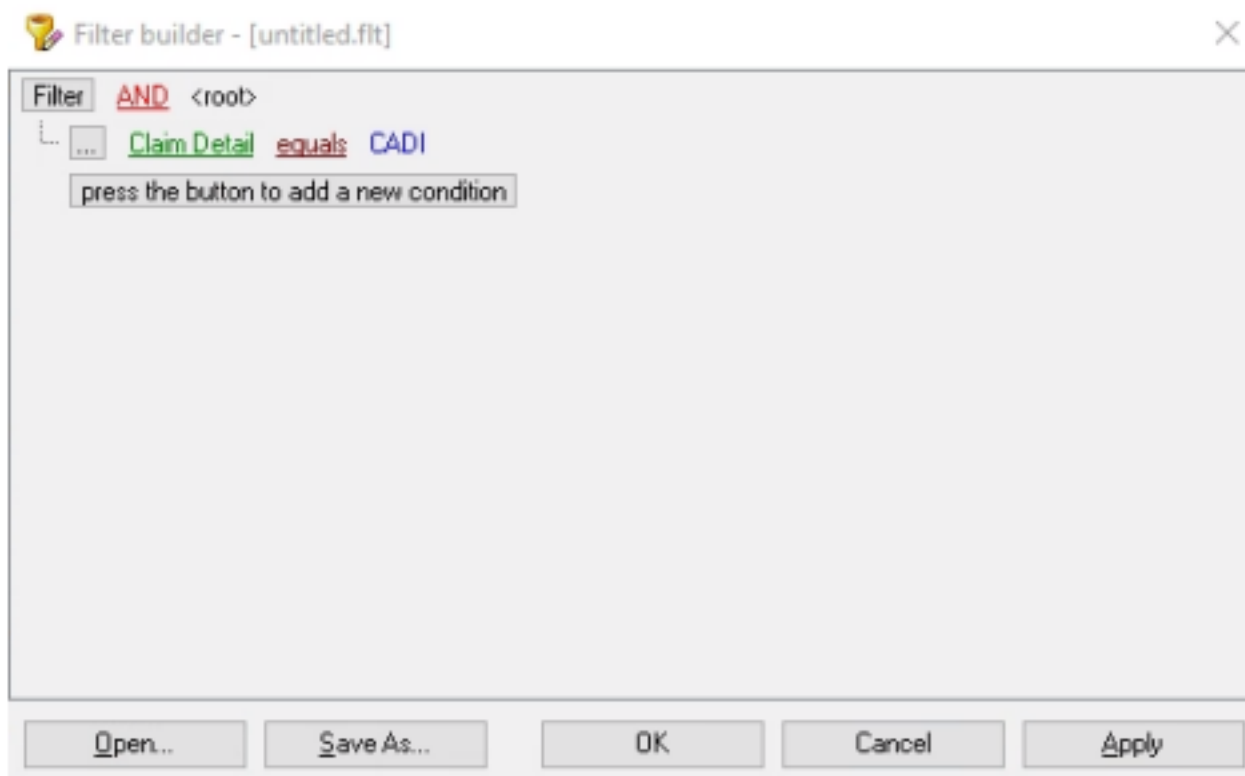 Filter builder - [untitled.flt]
Filter AND <root>
... Claim Detail equals CADI
press the button to add a new condition
Open... Save As... OK Cancel Apply